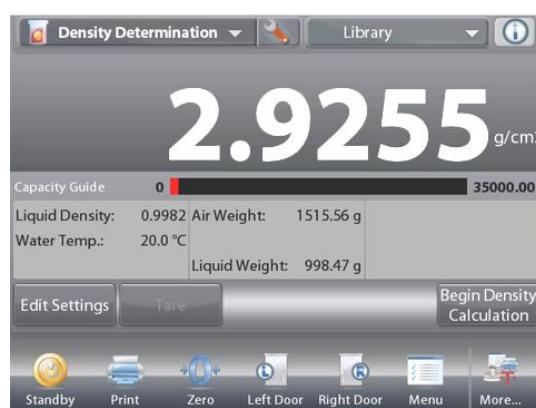 Density Determination
Library
2.9255 g/cm
Capacity Guide 0 35000.00
Liquid Density: 0.9982 Air Weight: 1515.56 g
Water Temp.: 20.0 °C
Liquid Weight: 998.47 g
Edit Settings Tare Begin Density
Calculation
Standby Print Zero Left Door Right Door Menu More...